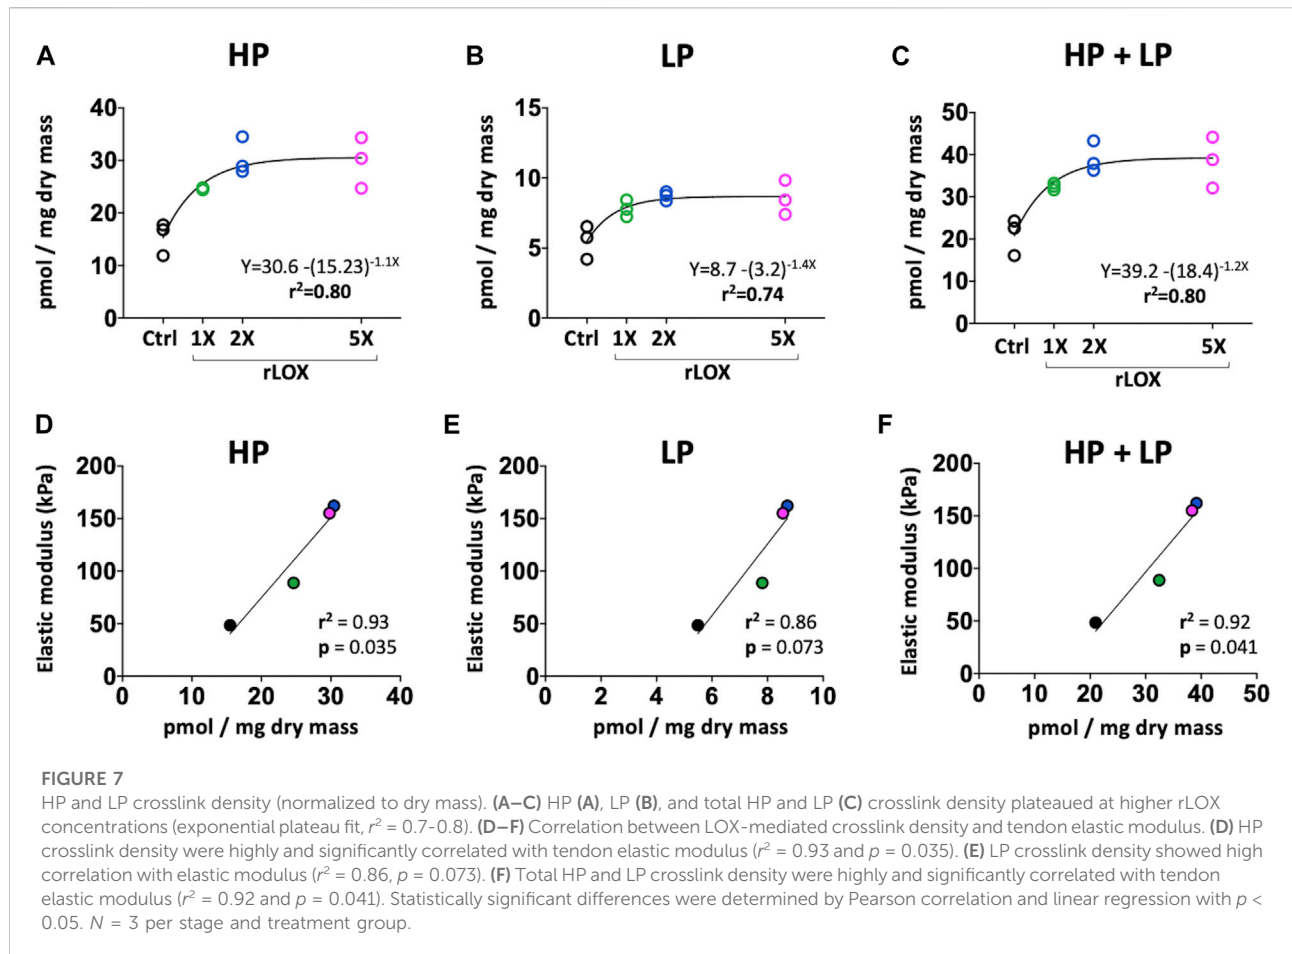 A
HP
pmol / mg dry mass
40
30
20
10
0
Y=30.6 -(15.23)-1.1X
r2=0.80
Ctrl 1X 2X 5X
rLOX
B
LP
pmol / mg dry mass
15
10
5
0
Y=8.7 -(3.2)-1.4X
r2=0.74
Ctrl 1X 2X 5X
rLOX
C
HP + LP
pmol / mg dry mass
50
40
30
20
10
0
Y=39.2 -(18.4)-1.2X
r2=0.80
Ctrl 1X 2X 5X
rLOX
D
HP
Elastic modulus (kPa)
200
150
100
50
0
r2 = 0.93
p = 0.035
0 10 20 30 40
pmol / mg dry mass
E
LP
Elastic modulus (kPa)
200
150
100
50
0
r2 = 0.86
p = 0.073
0 2 4 6 8 10
pmol / mg dry mass
F
HP + LP
Elastic modulus (kPa)
200
150
100
50
0
r2 = 0.92
p = 0.041
0 10 20 30 40 50
pmol / mg dry mass
FIGURE 7
HP and LP crosslink density (normalized to dry mass). (A–C) HP (A), LP (B), and total HP and LP (C) crosslink density plateaued at higher rLOX
concentrations (exponential plateau fit, r2 = 0.7-0.8). (D–F) Correlation between LOX-mediated crosslink density and tendon elastic modulus. (D) HP
crosslink density were highly and significantly correlated with tendon elastic modulus (r2 = 0.93 and p = 0.035). (E) LP crosslink density showed high
correlation with elastic modulus (r2 = 0.86, p = 0.073). (F) Total HP and LP crosslink density were highly and significantly correlated with tendon
elastic modulus (r2 = 0.92 and p = 0.041). Statistically significant differences were determined by Pearson correlation and linear regression with p <
0.05. N = 3 per stage and treatment group.